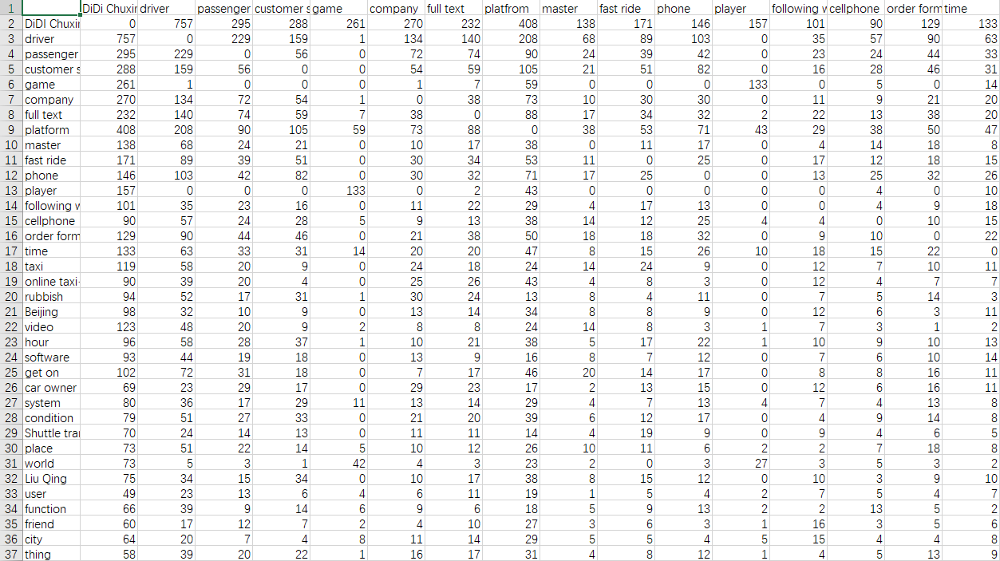 1 DiDi Chuxir driver passenger customer s game company full text platfrom master fast ride phone player following w cellphone order form time
2 DiDI Chuxir 0 757 295 288 261 270 232 408 138 171 146 157 101 90 129 133
3 driver 757 0 229 159 1 134 140 208 68 89 103 0 35 57 90 63
4 passenger 295 229 0 56 0 72 74 90 24 39 42 0 23 24 44 33
5 customer s 288 159 56 0 0 54 59 105 21 51 82 0 16 28 46 31
6 game 261 1 0 0 0 1 7 59 0 0 0 133 0 5 0 14
7 company 270 134 72 54 1 0 38 73 10 30 30 0 11 9 21 20
8 full text 232 140 74 59 7 38 0 88 17 34 32 2 22 13 38 20
9 platform 408 208 90 105 59 73 88 0 38 53 71 43 29 38 50 47
10 master 138 68 24 21 0 10 17 38 0 11 17 0 4 14 18 8
11 fast ride 171 89 39 51 0 30 34 53 11 0 25 0 17 12 18 15
12 phone 146 103 42 82 0 30 32 71 17 25 0 0 13 25 32 26
13 player 157 0 0 0 133 0 2 43 0 0 0 0 0 4 0 10
14 following w 101 35 23 16 0 11 22 29 4 17 13 0 0 4 9 18
15 cellphone 90 57 24 28 5 9 13 38 14 12 25 4 4 0 10 15
16 order form 129 90 44 46 0 21 38 50 18 18 32 0 9 10 0 22
17 time 133 63 33 31 14 20 20 47 8 15 26 10 18 15 22 0
18 taxi 119 58 20 9 0 24 18 24 14 24 9 0 12 7 10 11
19 online taxi- 90 39 20 4 0 25 26 43 4 8 3 0 12 4 7 7
20 rubbish 94 52 17 31 1 30 24 13 8 4 11 0 7 5 14 3
21 Beijing 98 32 10 9 0 13 14 34 8 8 9 0 12 6 3 11
22 video 123 48 20 9 2 8 8 24 14 8 3 1 7 3 1 2
23 hour 96 58 28 37 1 10 21 38 5 17 22 1 10 9 10 13
24 software 93 44 19 18 0 13 9 16 8 7 12 0 7 6 10 14
25 get on 102 72 31 18 0 7 17 46 20 14 17 0 8 8 16 11
26 car owner 69 23 29 17 0 29 23 17 2 13 15 0 12 6 16 11
27 system 80 36 17 29 11 13 14 29 4 7 13 4 7 4 13 8
28 condition 79 51 27 33 0 21 20 39 6 12 17 0 4 9 14 8
29 Shuttle trai 70 24 14 13 0 11 11 14 4 19 9 0 9 4 6 5
30 place 73 51 22 14 5 10 12 26 10 11 6 2 2 7 18 8
31 world 73 5 3 1 42 4 3 23 2 0 3 27 3 5 3 2
32 Liu Qing 75 34 15 34 0 10 17 38 8 15 12 0 10 3 9 10
33 user 49 23 13 6 4 6 11 19 1 5 4 2 7 5 4 7
34 function 66 39 9 14 6 9 6 18 5 9 13 2 2 13 5 2
35 friend 60 17 12 7 2 4 10 27 3 6 3 1 16 3 5 6
36 city 64 20 7 4 8 11 14 29 5 5 4 5 15 4 4 8
37 thing 58 39 20 22 1 16 17 31 4 8 12 1 4 5 13 9